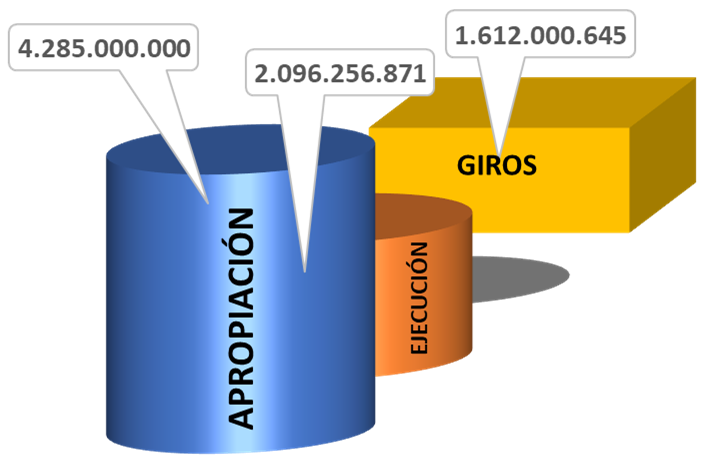 4.285.000.000
2.096.256.871
1.612.000.645
GIROS
APROPIACIÓN
EJECUCIÓN